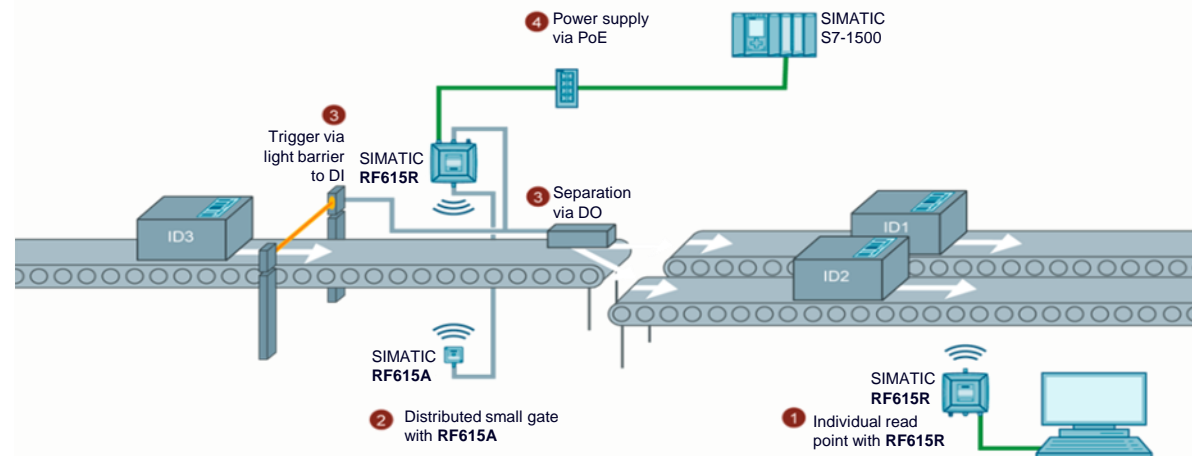 4 Power supply
via PoE
SIMATIC
S7-1500
3
Trigger via
light barrier
to DI
SIMATIC
RF615R
3 Separation
via DO
ID3
ID1
ID2
SIMATIC
RF615A
2 Distributed small gate
with RF615A
SIMATIC
RF615R
1 Individual read
point with RF615R